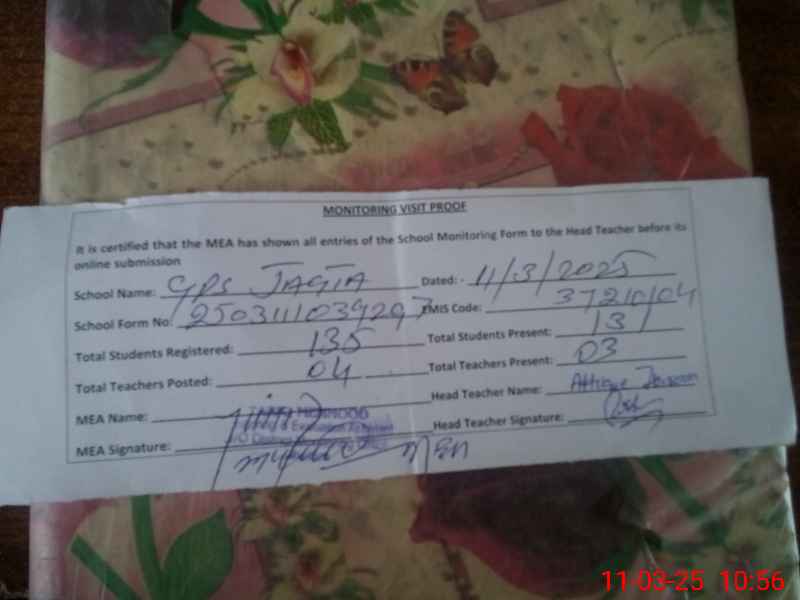 MONITORING VISIT PROOF
It is certified that the MEA has shown all entries of the School Monitoring Form to the Head Teacher before its
online submission
School Name: GPS JAGTA Dated: - 11/3/2025
School Form No: 2503111039297 EMIS Code: 37210104
Total Students Registered: 135 Total Students Present: 131
Total Teachers Posted: 04 Total Teachers Present: 03
MEA Name: Head Teacher Name:
MEA Signature: Head Teacher Signature:
11-03-25 10:56